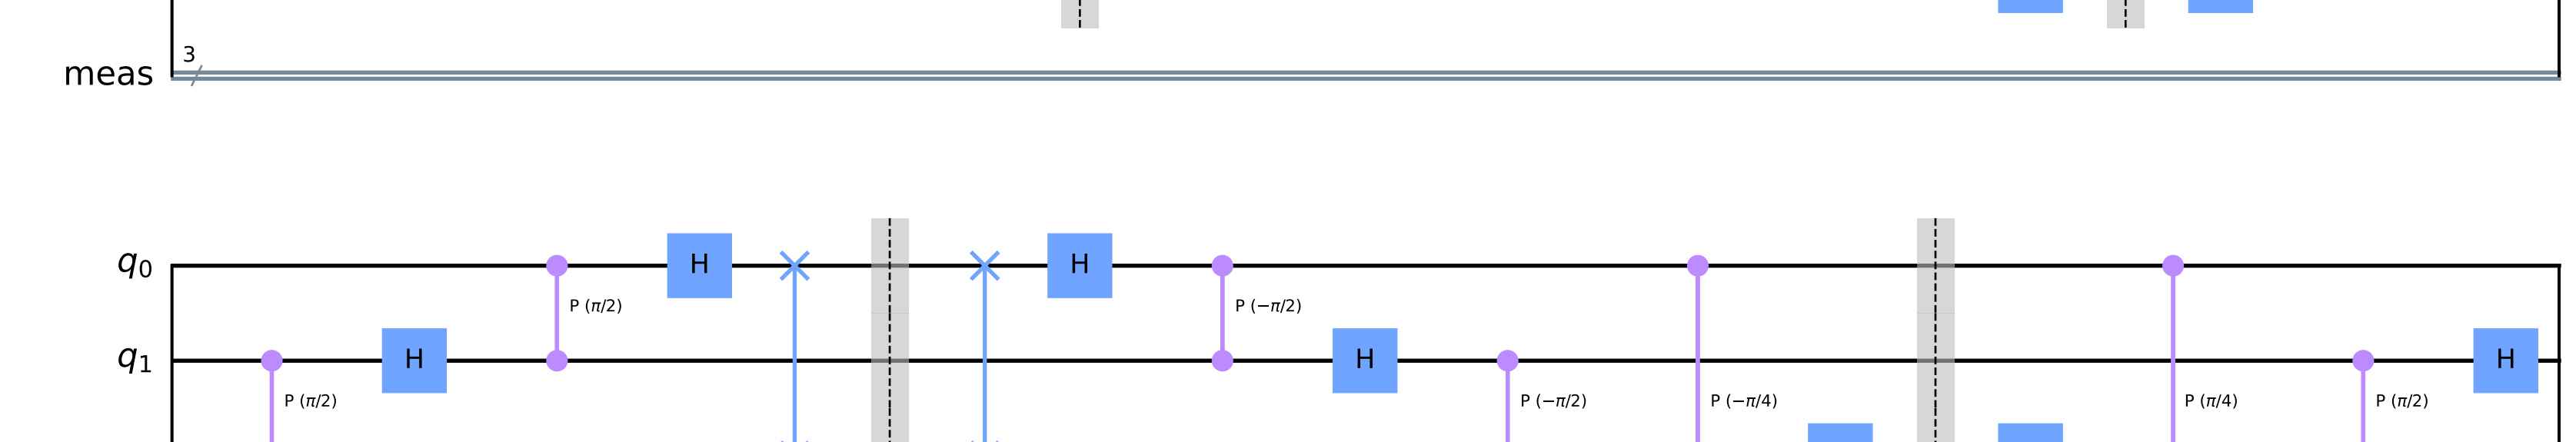 3
meas
q0 H H
P (π/2) P (−π/2)
q1 H H H
P (π/2) P (−π/2) P (−π/4) P (π/4) P (π/2)